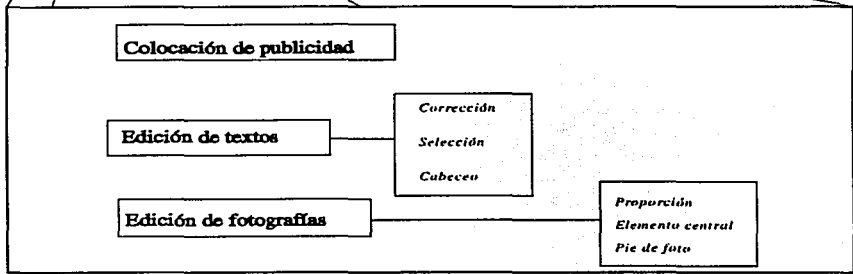 Colocación de publicidad
Edición de textos
Corrección
Selección
Cabeceo
Edición de fotografías
Proporción
Elemento central
Pie de foto